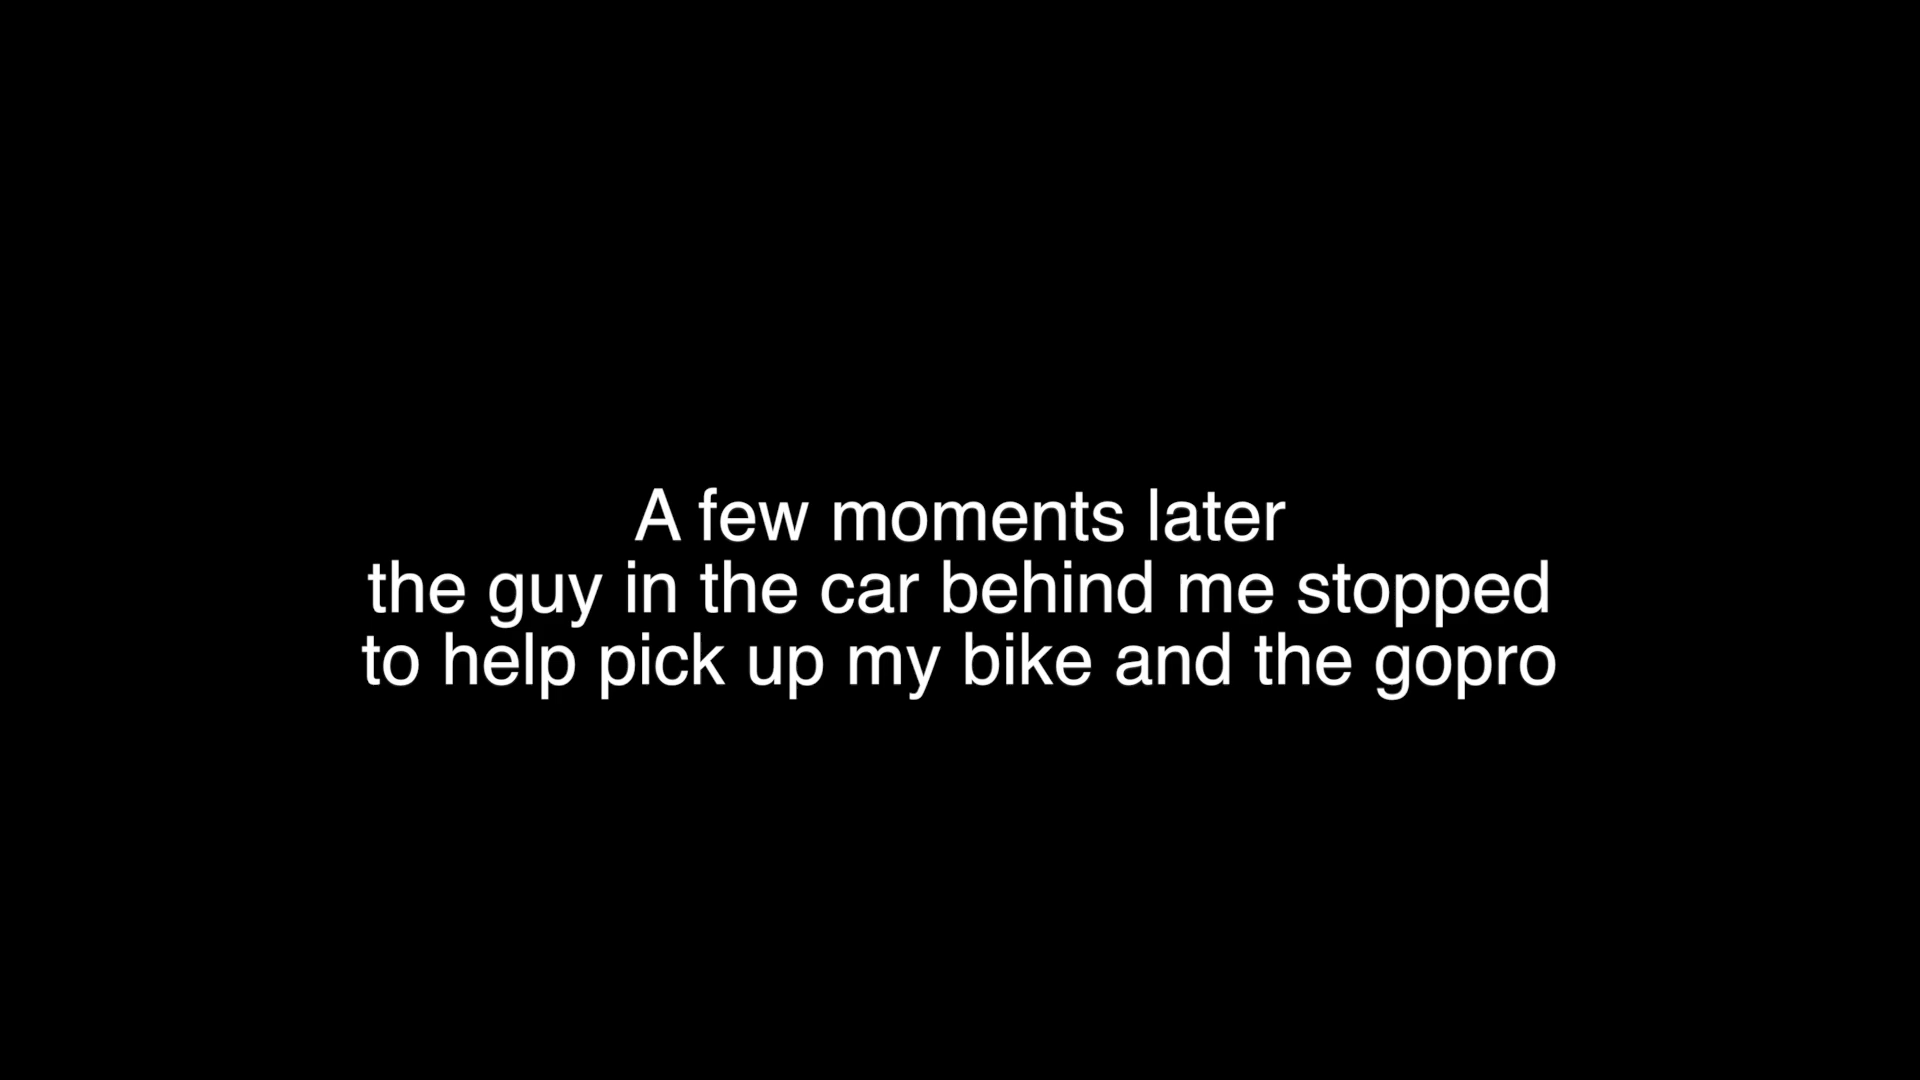 A few moments later
the guy in the car behind me stopped
to help pick up my bike and the gopro